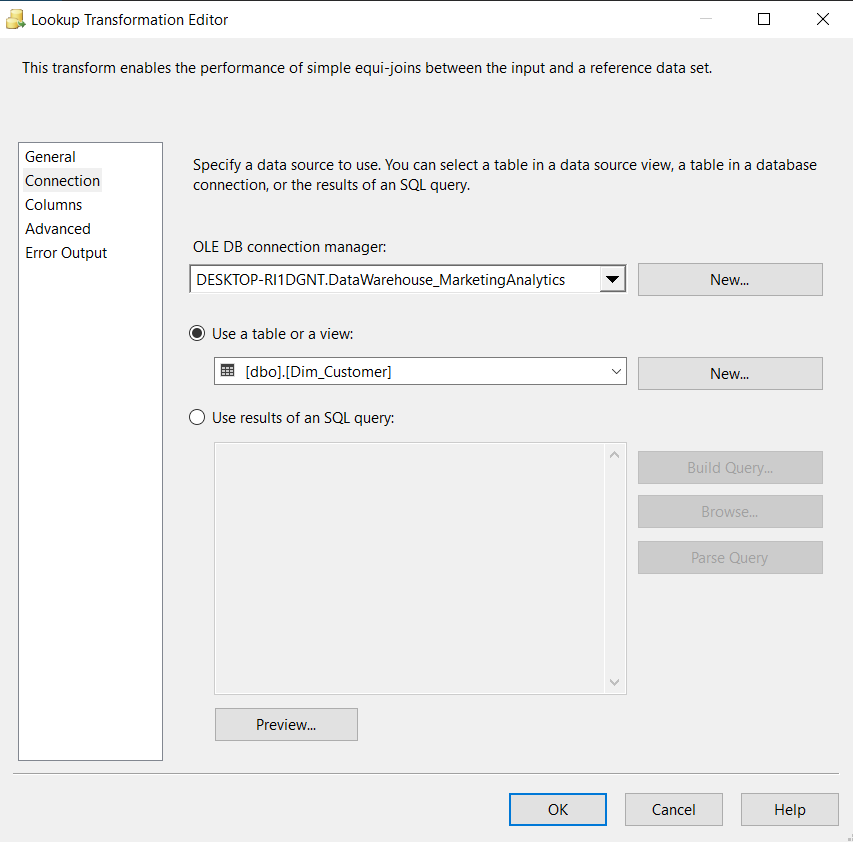 Lookup Transformation Editor
This transform enables the performance of simple equi-joins between the input and a reference data set.
General
Connection
Columns
Advanced
Error Output
Specify a data source to use. You can select a table in a data source view, a table in a database
connection, or the results of an SQL query.
OLE DB connection manager:
DESKTOP-RI1DGNT.DataWarehouse_MarketingAnalytics
New...
Use a table or a view:
[dbo].[Dim_Customer]
New...
Use results of an SQL query:
Build Query...
Browse...
Parse Query
Preview...
OK
Cancel
Help